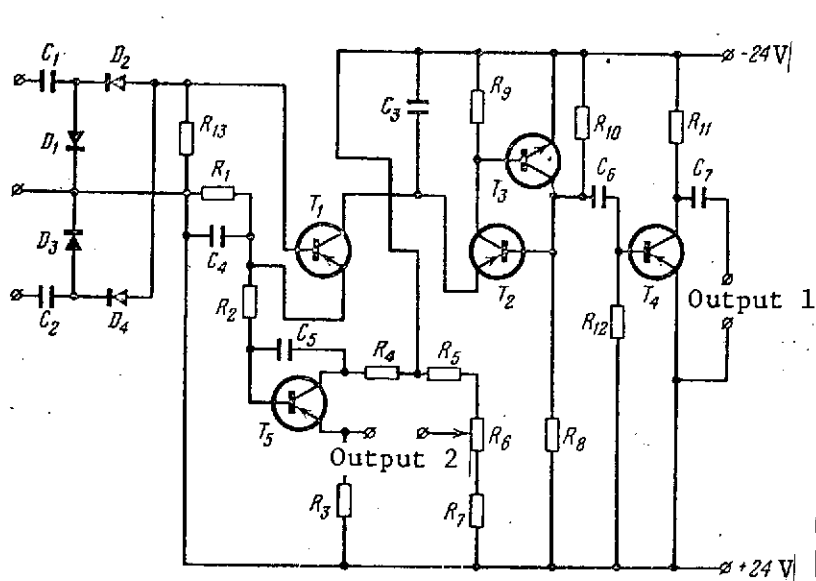 C1
D2
-24 V
R9
C3
R13
R10
R11
D1
R1
T3
C6
C7
T1
D3
C4
T2
T4
Output 1
R2
R12
C2
D4
C5
R4
R5
T5
Output 2
R6
R8
R3
R7
+24 V